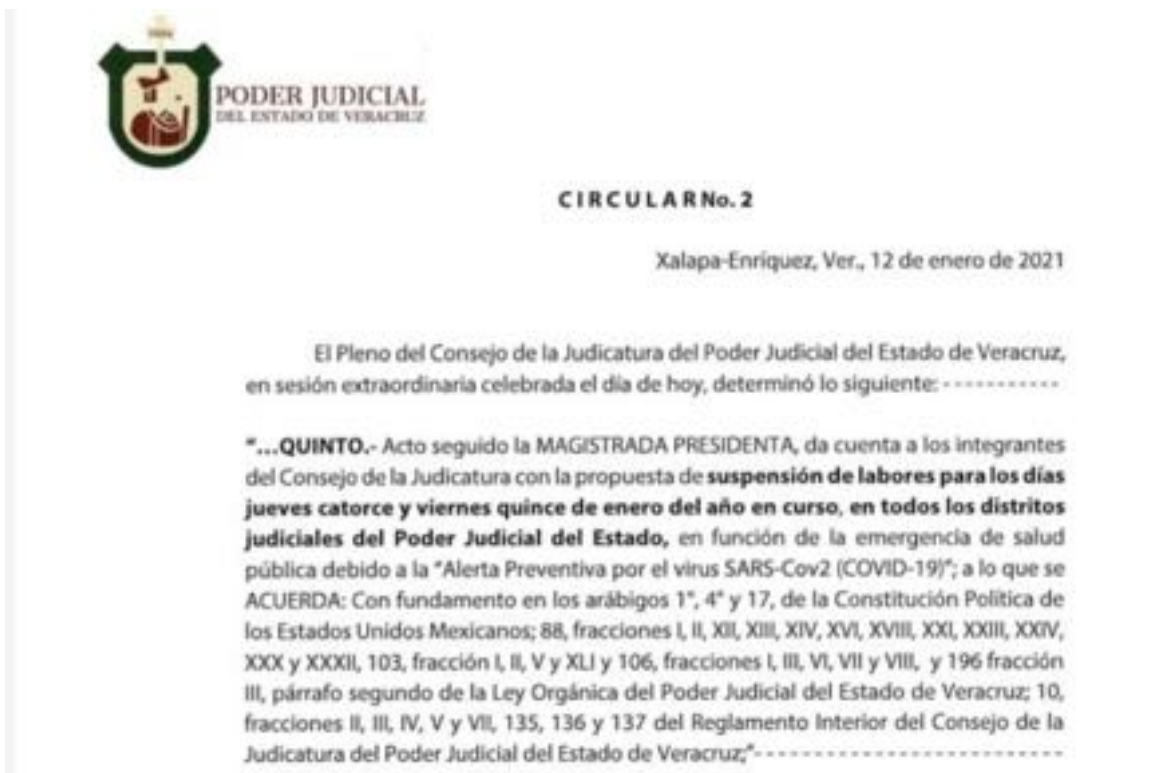 PODER JUDICIAL
DEL ESTADO DE VERACRUZ
C I R C U L A R No. 2
Xalapa-Enríquez, Ver., 12 de enero de 2021
El Pleno del Consejo de la Judicatura del Poder Judicial del Estado de Veracruz,
en sesión extraordinaria celebrada el día de hoy, determinó lo siguiente: - - - - - - - - - - -
"...QUINTO.- Acto seguido la MAGISTRADA PRESIDENTA, da cuenta a los integrantes
del Consejo de la Judicatura con la propuesta de suspensión de labores para los días
jueves catorce y viernes quince de enero del año en curso, en todos los distritos
judiciales del Poder Judicial del Estado, en función de la emergencia de salud
pública debido a la "Alerta Preventiva por el virus SARS-Cov2 (COVID-19)"; a lo que se
ACUERDA: Con fundamento en los arábigos 1°, 4° y 17, de la Constitución Política de
los Estados Unidos Mexicanos; 88, fracciones I, II, XII, XIII, XIV, XVI, XVIII, XXI, XXIII, XXIV,
XXX y XXXII, 103, fracción I, II, V y XLI y 106, fracciones I, III, VI, VII y VIII, y 196 fracción
III, párrafo segundo de la Ley Orgánica del Poder Judicial del Estado de Veracruz; 10,
fracciones II, III, IV, V y VII, 135, 136 y 137 del Reglamento Interior del Consejo de la
Judicatura del Poder Judicial del Estado de Veracruz;"- - - - - - - - - - - - - - - - - - - - - - - - - - -